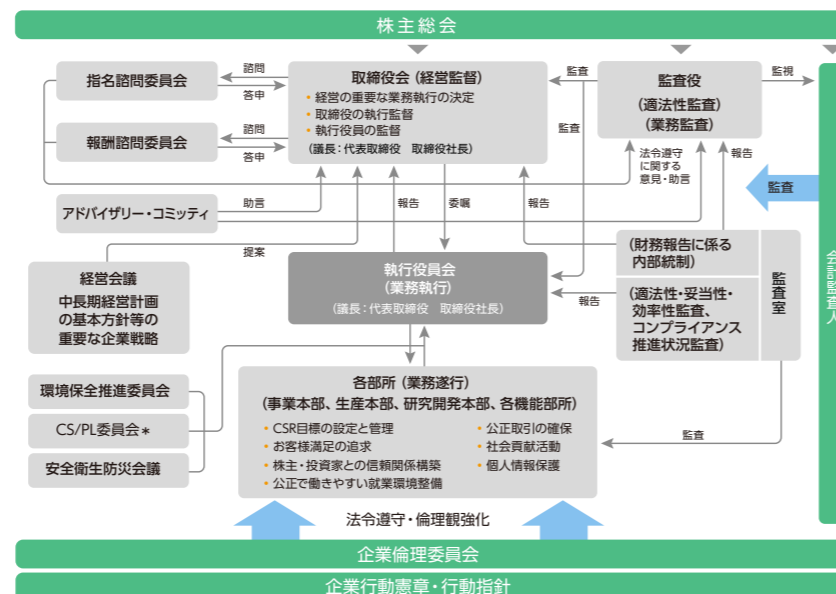 株主総会
指名諮問委員会
諮問
答申
報酬諮問委員会
諮問
答申
取締役会（経営監督）
・経営の重要な業務執行の決定
・取締役の執行監督
・執行役員の監督
（議長：代表取締役　取締役社長）
監査
監査
監査役
（適法性監査）
（業務監査）
監視
法令遵守
に関する
意見・助言
報告
監査
会計監査人
アドバイザリー・コミッティ
助言
報告
委嘱
報告
提案
経営会議
中長期経営計画
の基本方針等の
重要な企業戦略
執行役員会
（業務執行）
（議長：代表取締役　取締役社長）
報告
（財務報告に係る
内部統制）
（適法性・妥当性・
効率性監査、
コンプライアンス
推進状況監査）
監査室
環境保全推進委員会
CS/PL委員会＊
安全衛生防災会議
各部所（業務遂行）
（事業本部、生産本部、研究開発本部、各機能部所）
・CSR目標の設定と管理
・お客様満足の追求
・株主・投資家との信頼関係構築
・公正で働きやすい就業環境整備
・公正取引の確保
・社会貢献活動
・個人情報保護
監査
法令遵守・倫理観強化
企業倫理委員会
企業行動憲章・行動指針